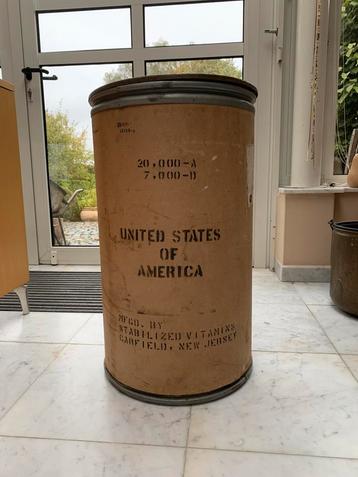 20,000-A
7,000-D
UNITED STATES
OF
AMERICA
MFGD. BY
STABILIZED VITAMINS
GARFIELD, NEW JERSEY